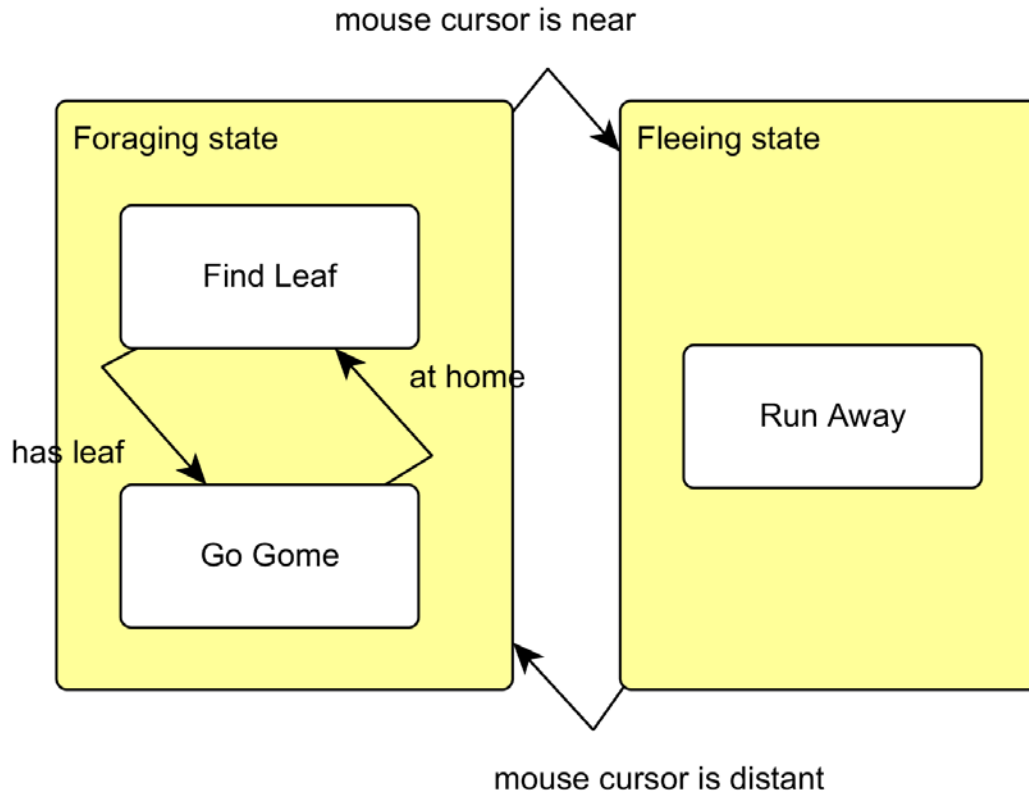 mouse cursor is near
Foraging state
Fleeing state
Find Leaf
at home
Run Away
has leaf
Go Gome
mouse cursor is distant